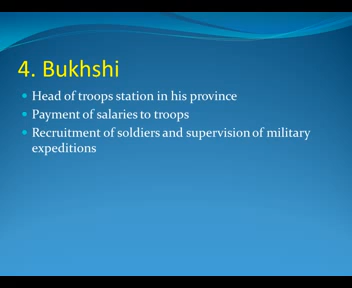 4. Bukhshi
Head of troops station in his province
Payment of salaries to troops
Recruitment of soldiers and supervision of military
expeditions